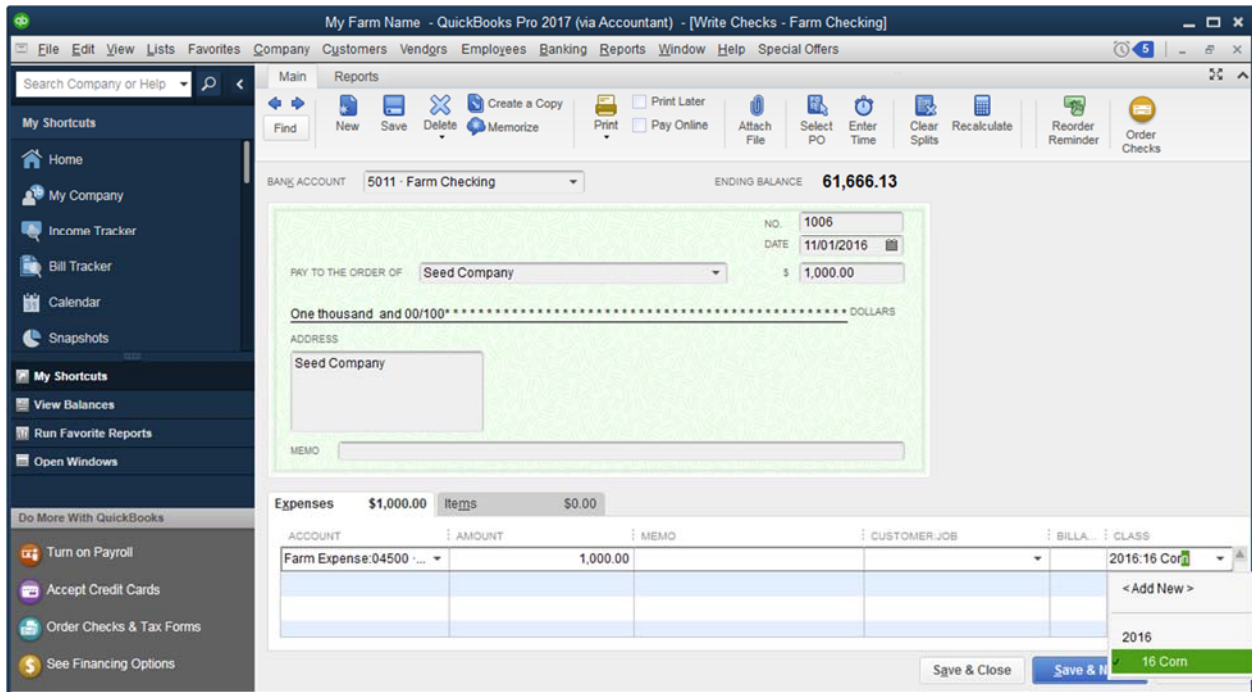 qb My Farm Name - QuickBooks Pro 2017 (via Accountant) - [Write Checks - Farm Checking]
File Edit View Lists Favorites Company Customers Vendors Employees Banking Reports Window Help Special Offers 5
Search Company or Help
Main Reports
My Shortcuts
Home
My Company
Income Tracker
Bill Tracker
Calendar
Snapshots
My Shortcuts
View Balances
Run Favorite Reports
Open Windows
Do More With QuickBooks
Turn on Payroll
Accept Credit Cards
Order Checks & Tax Forms
See Financing Options
Find
New
Save
Delete
Create a Copy
Memorize
Print
Print Later
Pay Online
Attach File
Select PO
Enter Time
Clear Splits
Recalculate
Reorder Reminder
Order Checks
BANK ACCOUNT 5011 · Farm Checking ENDING BALANCE 61,666.13
NO. 1006
DATE 11/01/2016
PAY TO THE ORDER OF Seed Company $ 1,000.00
One thousand and 00/100* * * * * * * * * * * * * * * * * * * * * * * * * * * * * * * * * * * * * * * * * * * * * * * * * * * DOLLARS
ADDRESS
Seed Company
MEMO
Expenses $1,000.00 Items $0.00
ACCOUNT AMOUNT MEMO CUSTOMER:JOB BILLA... CLASS
Farm Expense:04500 ·... 1,000.00 2016:16 Corn
< Add New >
2016
16 Corn
Save & Close Save & N